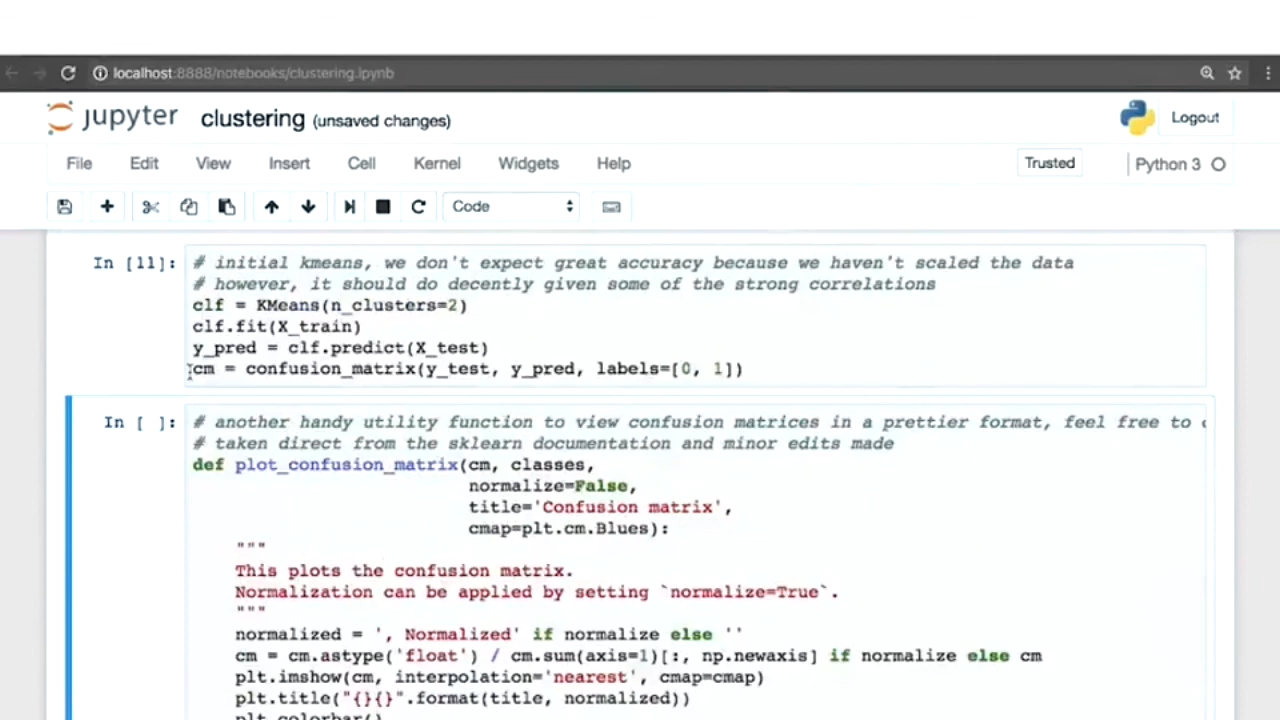 localhost:8888/notebooks/clustering.ipynb
jupyter clustering (unsaved changes) Logout
File Edit View Insert Cell Kernel Widgets Help Trusted Python 3
Code
In [11]: # initial kmeans, we don't expect great accuracy because we haven't scaled the data
# however, it should do decently given some of the strong correlations
clf = KMeans(n_clusters=2)
clf.fit(X_train)
y_pred = clf.predict(X_test)
cm = confusion_matrix(y_test, y_pred, labels=[0, 1])
In [ ]: # another handy utility function to view confusion matrices in a prettier format, feel free to
# taken direct from the sklearn documentation and minor edits made
def plot_confusion_matrix(cm, classes,
normalize=False,
title='Confusion matrix',
cmap=plt.cm.Blues):
"""
This plots the confusion matrix.
Normalization can be applied by setting `normalize=True`.
"""
normalized = ', Normalized' if normalize else ''
cm = cm.astype('float') / cm.sum(axis=1)[:, np.newaxis] if normalize else cm
plt.imshow(cm, interpolation='nearest', cmap=cmap)
plt.title("{}{}".format(title, normalized))
plt.colorbar()